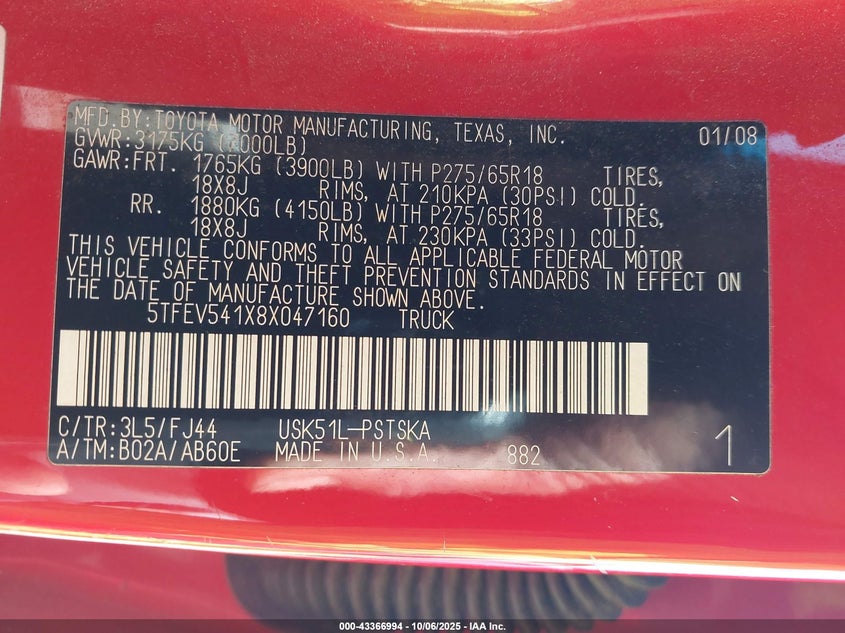 MFD.BY:TOYOTA MOTOR MANUFACTURING, TEXAS, INC. 01/08
GVWR:3175KG (7000LB)
GAWR:FRT. 1765KG (3900LB) WITH P275/65R18 TIRES,
18X8J RIMS, AT 210KPA (30PSI) COLD.
RR. 1880KG (4150LB) WITH P275/65R18 TIRES,
18X8J RIMS, AT 230KPA (33PSI) COLD.
THIS VEHICLE CONFORMS TO ALL APPLICABLE FEDERAL MOTOR
VEHICLE SAFETY AND THEFT PREVENTION STANDARDS IN EFFECT ON
THE DATE OF MANUFACTURE SHOWN ABOVE.
5TFEV541X8X047160 TRUCK
C/TR:3L5/FJ44 USK51L-PSTSKA
A/TM:B02A/AB60E MADE IN U.S.A. 882 1
000-43366994 - 10/06/2025 - IAA Inc.